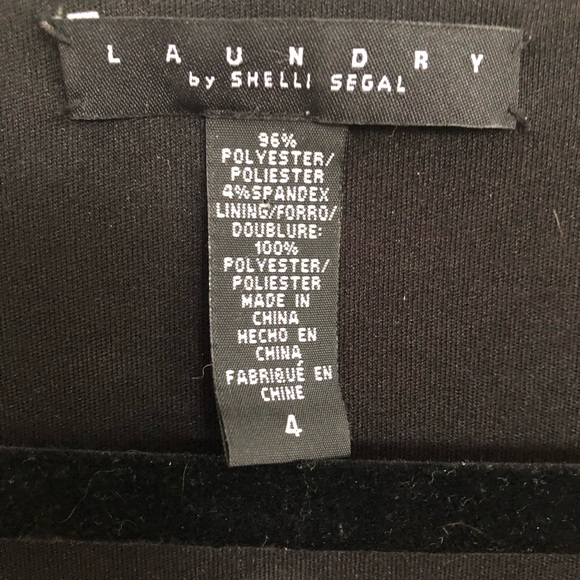 LAUNDRY
by SHELLI SEGAL
96%
POLYESTER/
POLIESTER
4%SPANDEX
LINING/FORRO/
DOUBLURE:
100%
POLYESTER/
POLIESTER
MADE IN
CHINA
HECHO EN
CHINA
FABRIQUÉ EN
CHINE
4